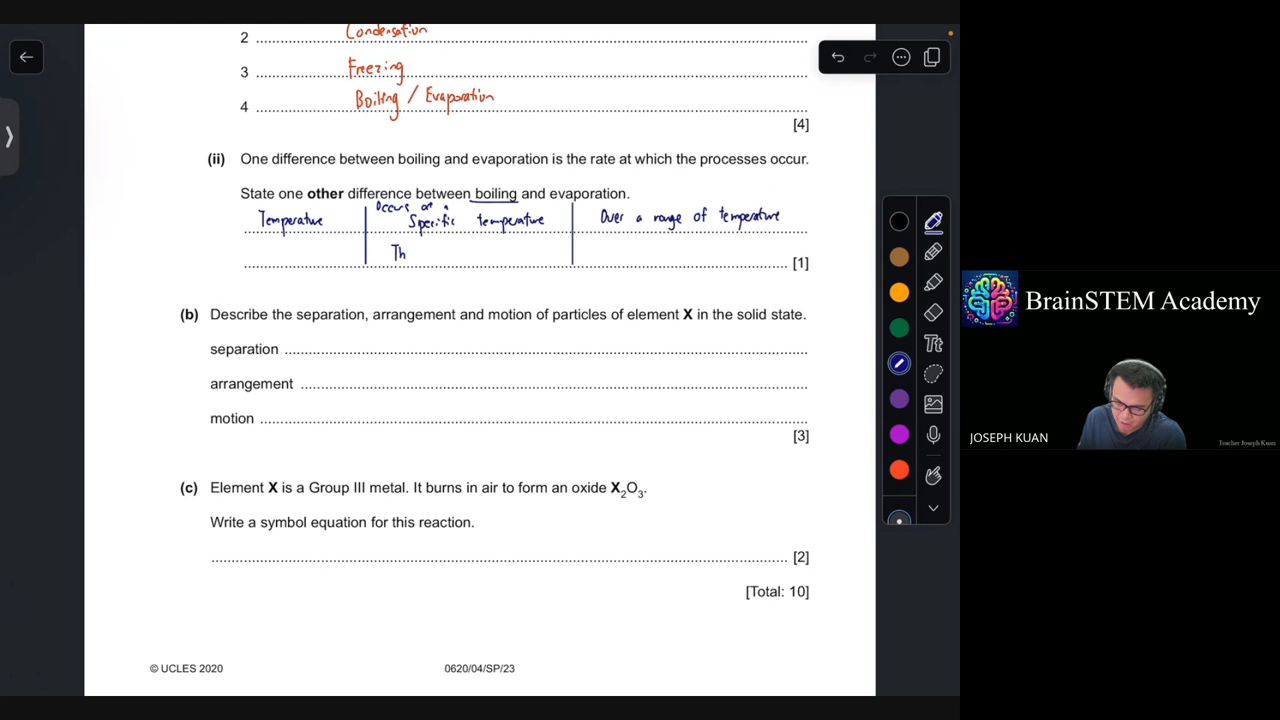 2 Condensation
3 Freezing
4 Boiling / Evaporation
[4]
(ii) One difference between boiling and evaporation is the rate at which the processes occur.
State one other difference between boiling and evaporation.
Temperature
Occurs at a
Specific temperature
Over a range of temperature
Th
[1]
(b) Describe the separation, arrangement and motion of particles of element X in the solid state.
separation
arrangement
motion
[3]
(c) Element X is a Group III metal. It burns in air to form an oxide X₂O₃.
Write a symbol equation for this reaction.
[2]
[Total: 10]
© UCLES 2020
0620/04/SP/23
Tt
BrainSTEM Academy
JOSEPH KUAN
Teacher Joseph Kuan